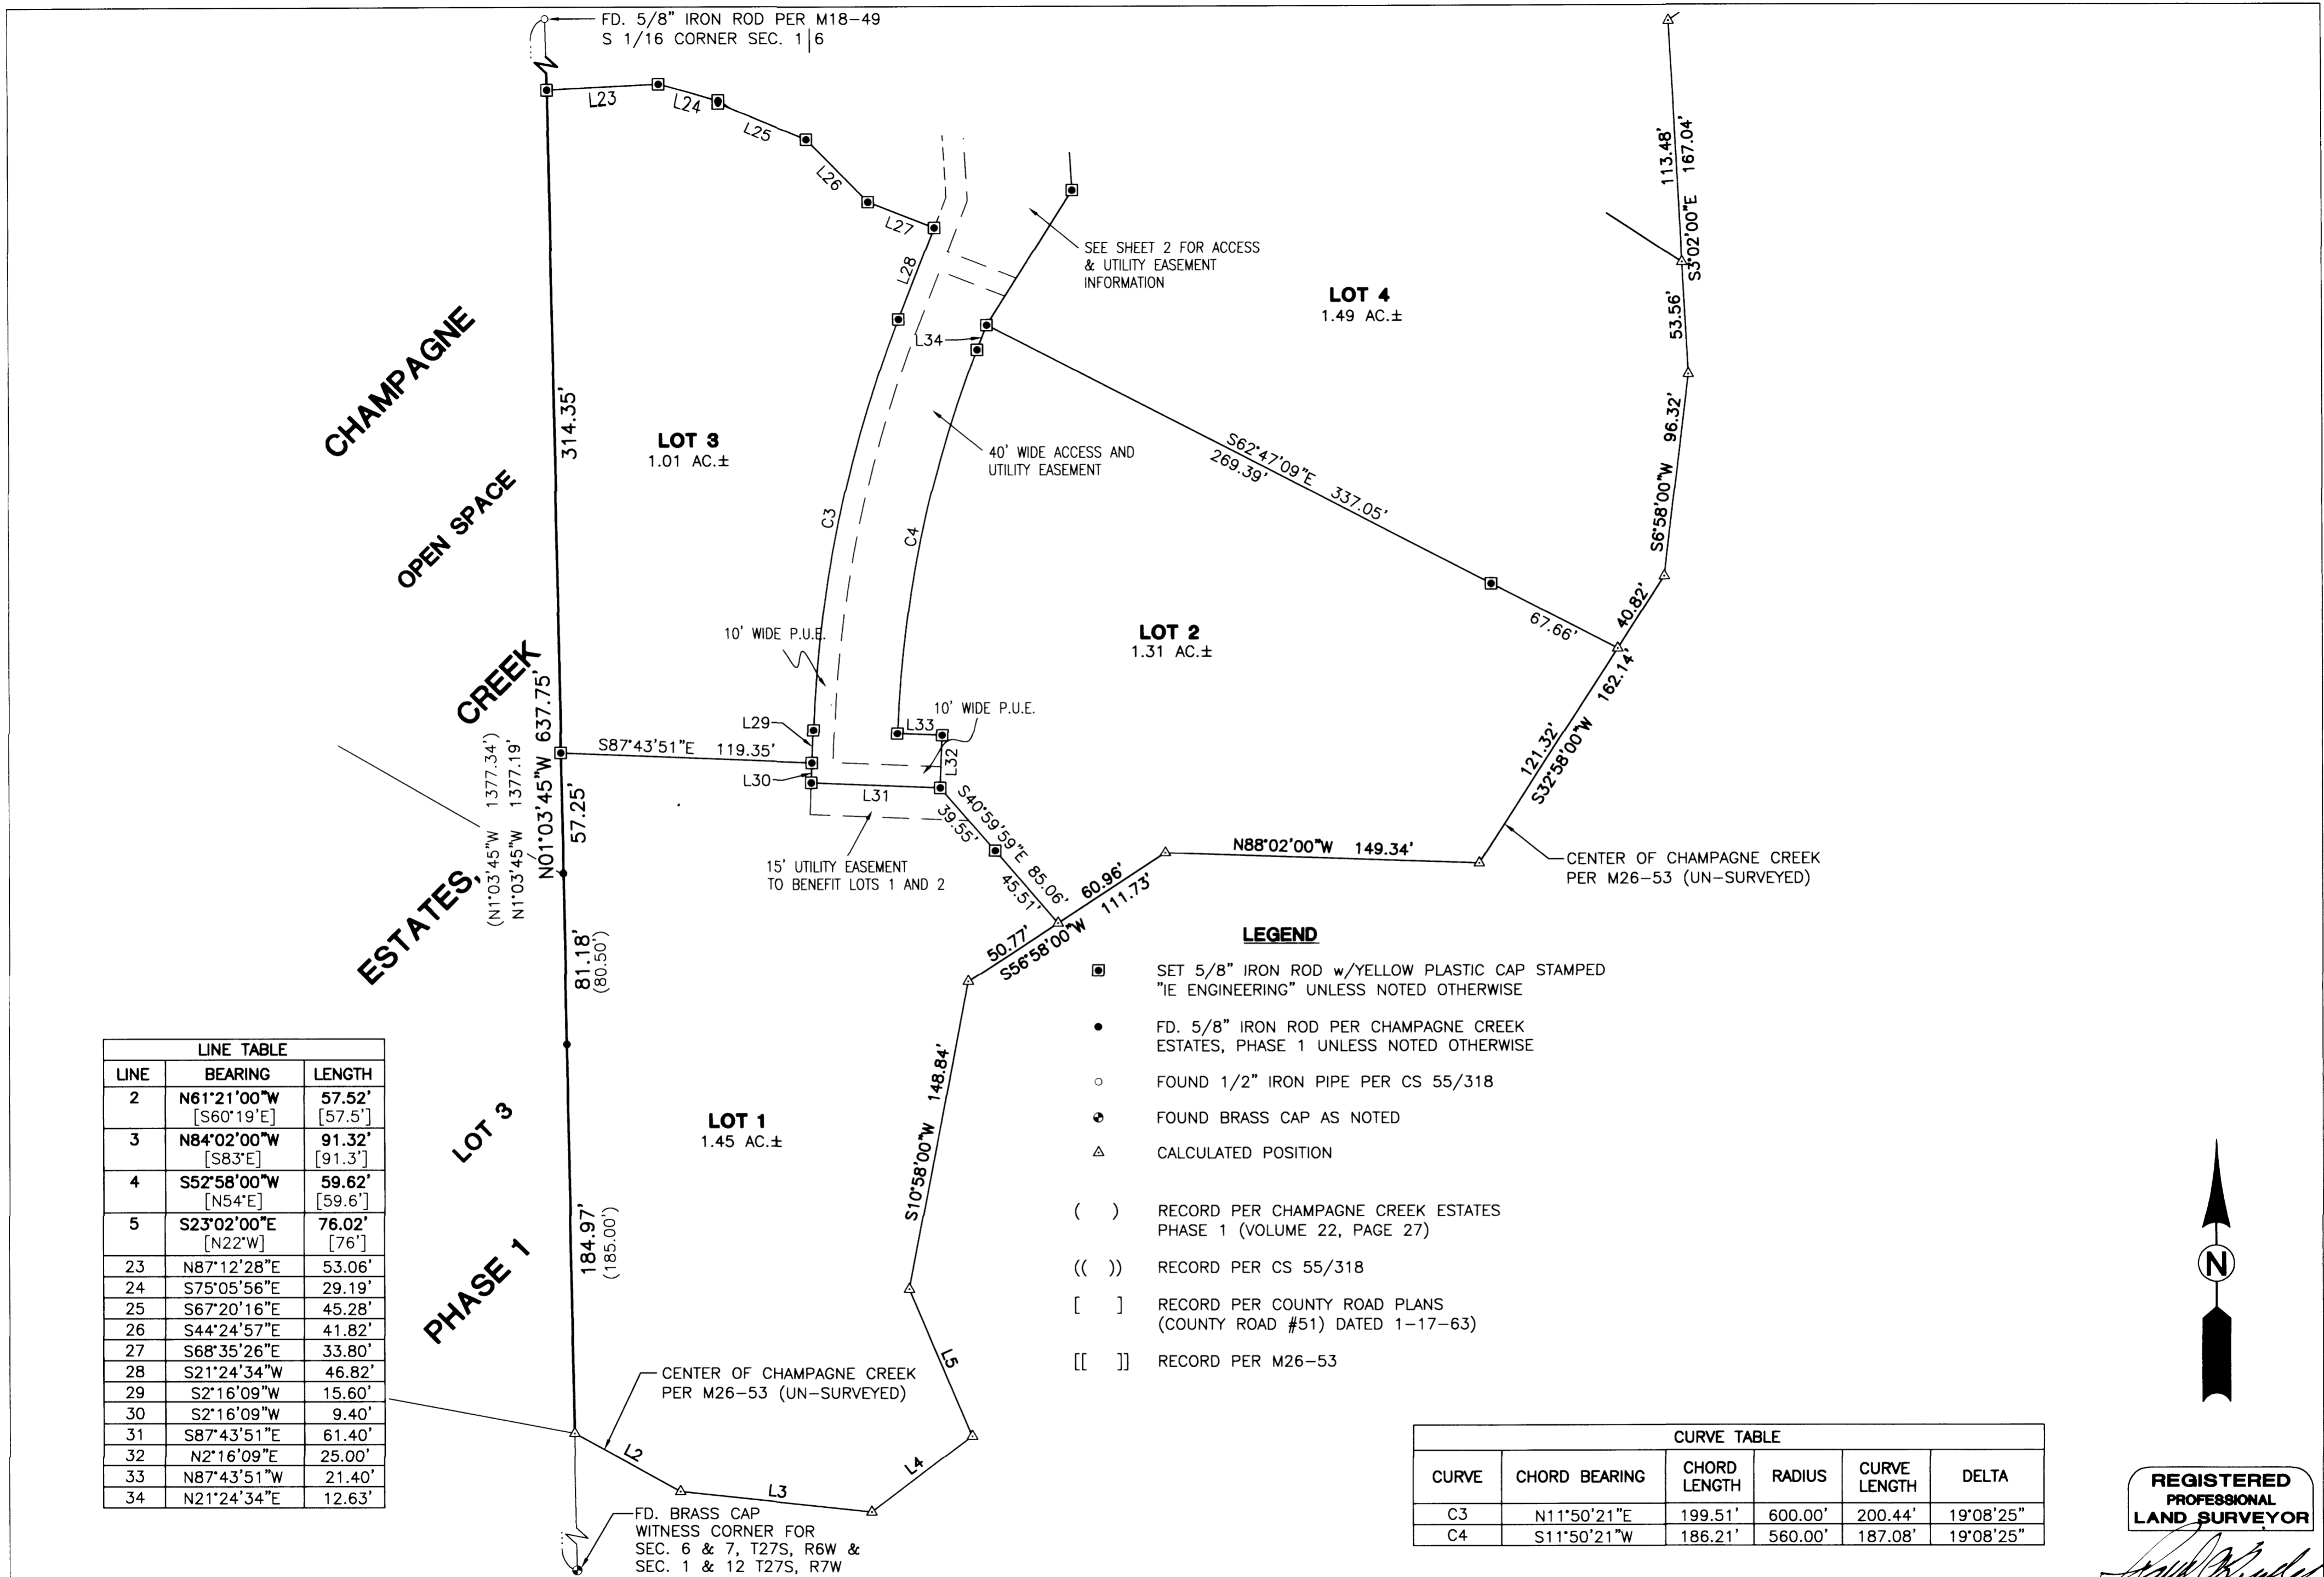 FD. 5/8" IRON ROD PER M18-49
S 1/16 CORNER SEC. 1|6
L23
L24
L25
L26
L27
L28
SEE SHEET 2 FOR ACCESS
& UTILITY EASEMENT
INFORMATION
LOT 4
1.49 AC.±
113.48'
S3°02'00"E 167.04'
53.56'
S6°58'00"W 96.32'
40.82'
L34
CHAMPAGNE
OPEN SPACE
CREEK
ESTATES,
LOT 3
PHASE 1
314.35'
LOT 3
1.01 AC.±
40' WIDE ACCESS AND
UTILITY EASEMENT
S62°47'09"E 337.05'
269.39'
67.66'
C3
C4
10' WIDE P.U.E.
LOT 2
1.31 AC.±
10' WIDE P.U.E.
L29
L33
L32
S87°43'51"E 119.35'
L30
L31
(N1°03'45"W 1377.34')
N1°03'45"W 1377.19'
N01°03'45"W 637.75'
57.25'
S40°59'59"E 85.06'
39.55'
45.51'
15' UTILITY EASEMENT
TO BENEFIT LOTS 1 AND 2
121.32'
S32°58'00"W 162.14'
N88°02'00"W 149.34'
CENTER OF CHAMPAGNE CREEK
PER M26-53 (UN-SURVEYED)
60.96'
50.77'
S56°58'00"W 111.73'
81.18'
(80.50')
S10°58'00"W 148.84'
LOT 1
1.45 AC.±
184.97'
(185.00')
L5
CENTER OF CHAMPAGNE CREEK
PER M26-53 (UN-SURVEYED)
L2
L3
L4
FD. BRASS CAP
WITNESS CORNER FOR
SEC. 6 & 7, T27S, R6W &
SEC. 1 & 12 T27S, R7W
LEGEND
SET 5/8" IRON ROD w/YELLOW PLASTIC CAP STAMPED
"IE ENGINEERING" UNLESS NOTED OTHERWISE
FD. 5/8" IRON ROD PER CHAMPAGNE CREEK
ESTATES, PHASE 1 UNLESS NOTED OTHERWISE
FOUND 1/2" IRON PIPE PER CS 55/318
FOUND BRASS CAP AS NOTED
CALCULATED POSITION
( ) RECORD PER CHAMPAGNE CREEK ESTATES
PHASE 1 (VOLUME 22, PAGE 27)
(( )) RECORD PER CS 55/318
[ ] RECORD PER COUNTY ROAD PLANS
(COUNTY ROAD #51) DATED 1-17-63)
[[ ]] RECORD PER M26-53
LINE TABLE
LINE BEARING LENGTH
2 N61°21'00"W 57.52'
[S60°19'E] [57.5']
3 N84°02'00"W 91.32'
[S83°E] [91.3']
4 S52°58'00"W 59.62'
[N54°E] [59.6']
5 S23°02'00"E 76.02'
[N22°W] [76']
23 N87°12'28"E 53.06'
24 S75°05'56"E 29.19'
25 S67°20'16"E 45.28'
26 S44°24'57"E 41.82'
27 S68°35'26"E 33.80'
28 S21°24'34"W 46.82'
29 S2°16'09"W 15.60'
30 S2°16'09"W 9.40'
31 S87°43'51"E 61.40'
32 N2°16'09"E 25.00'
33 N87°43'51"W 21.40'
34 N21°24'34"E 12.63'
N
CURVE TABLE
CURVE CHORD BEARING CHORD LENGTH RADIUS CURVE LENGTH DELTA
C3 N11°50'21"E 199.51' 600.00' 200.44' 19°08'25"
C4 S11°50'21"W 186.21' 560.00' 187.08' 19°08'25"
REGISTERED
PROFESSIONAL
LAND SURVEYOR